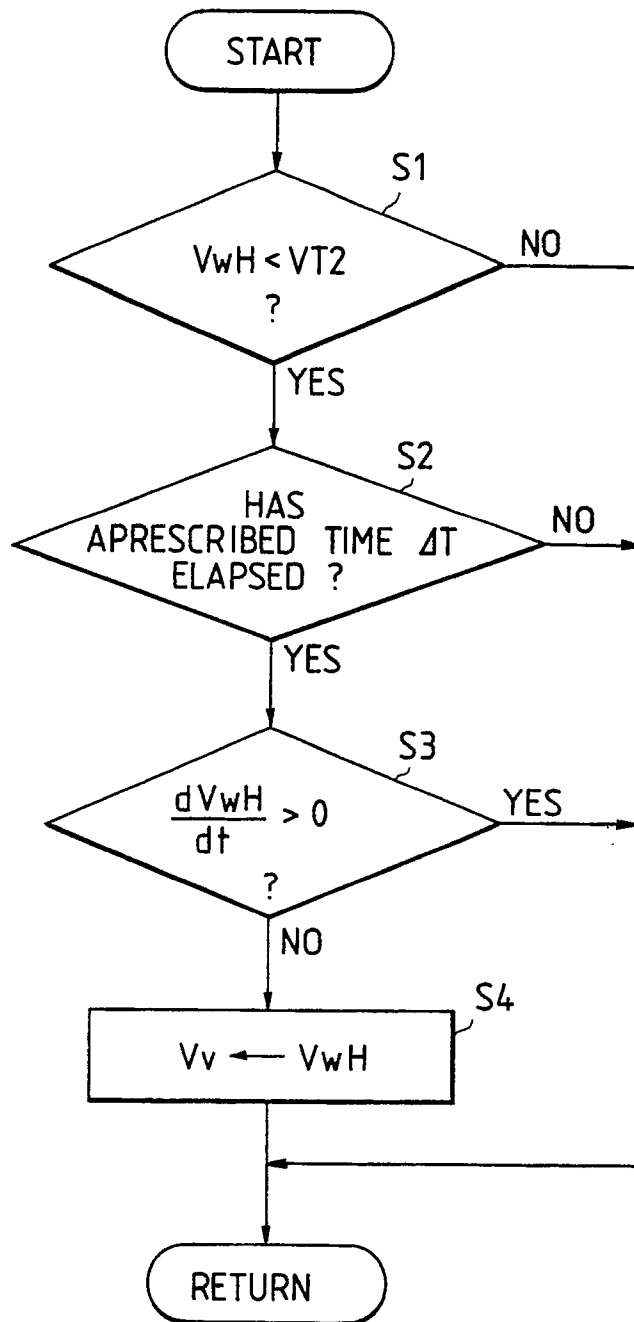 START
S1
VwH < VT2
?
NO
YES
S2
HAS
APRESCRIBED TIME ΔT
ELAPSED ?
NO
YES
S3
dVwH
dt
> 0
?
YES
NO
S4
Vv ← VwH
RETURN